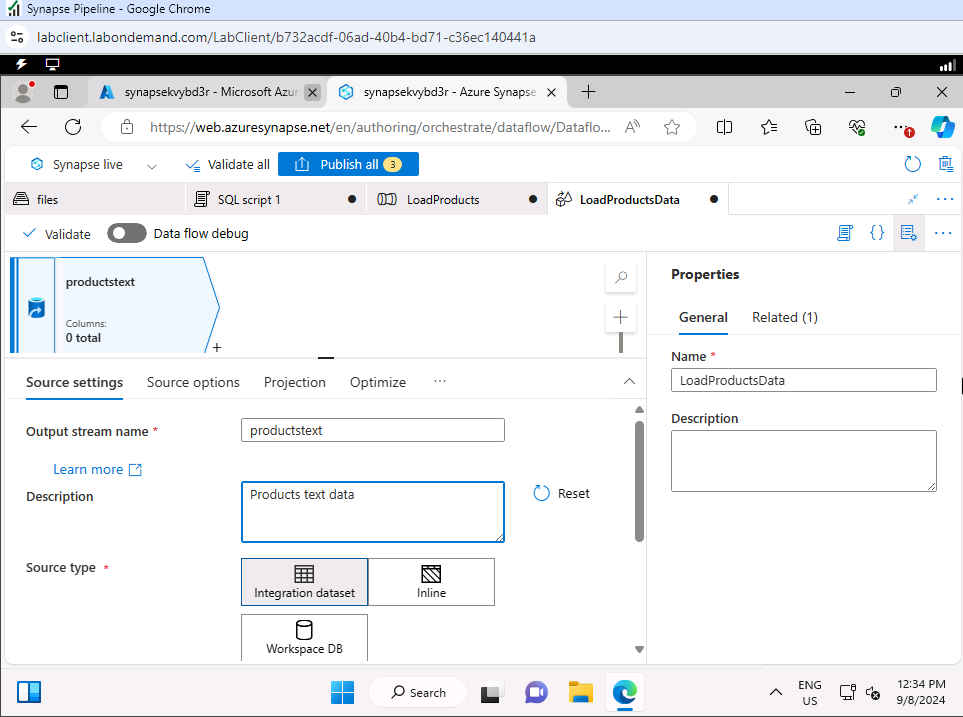 Synapse Pipeline - Google Chrome
labclient.labondemand.com/LabClient/b732acdf-06ad-40b4-bd71-c36ec140441a
synapsekvybd3r - Microsoft Azur
synapsekvybd3r - Azure Synapse
https://web.azuresynapse.net/en/authoring/orchestrate/dataflow/Dataflo...
Synapse live
Validate all
Publish all 3
files
SQL script 1
LoadProducts
LoadProductsData
Validate
Data flow debug
productstext
Columns:
0 total
Source settings
Source options
Projection
Optimize
Output stream name *
productstext
Learn more
Description
Products text data
Reset
Source type *
Integration dataset
Inline
Workspace DB
Properties
General
Related (1)
Name *
LoadProductsData
Description
Search
ENG
US
12:34 PM
9/8/2024